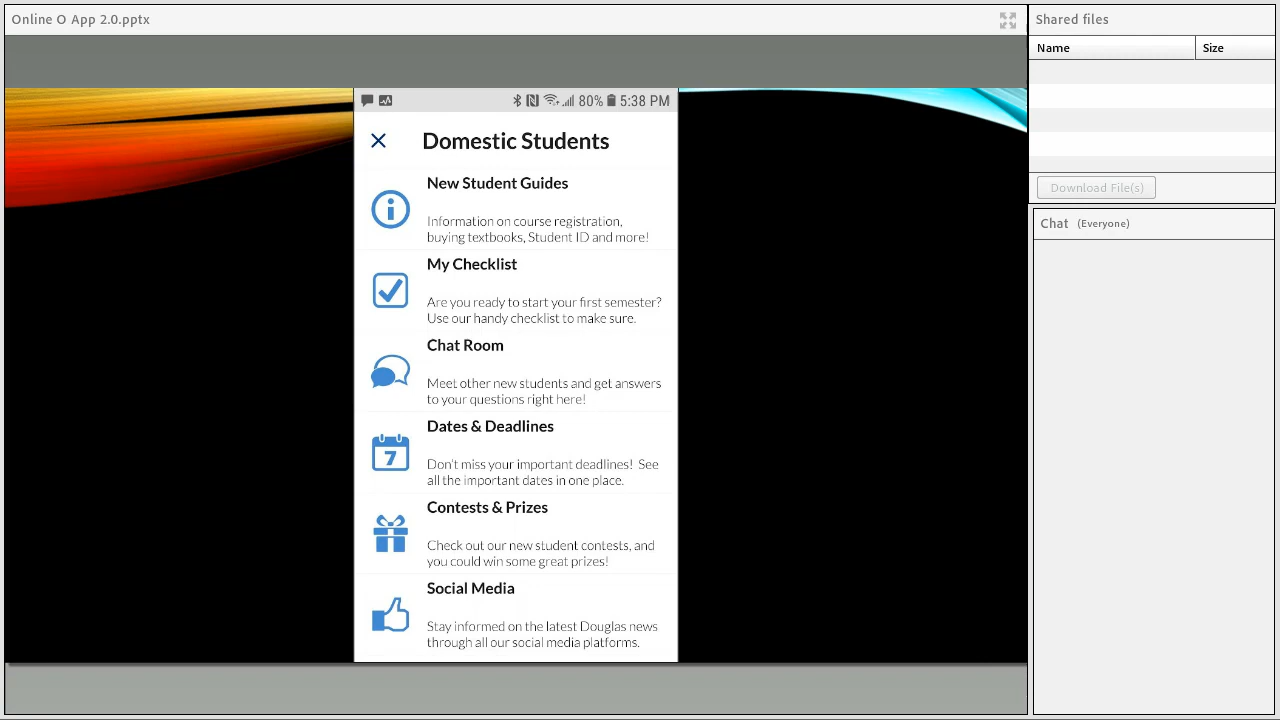 Online O App 2.0.pptx
Shared files
Name Size
Download File(s)
Chat (Everyone)
80% 5:38 PM
Domestic Students
New Student Guides
Information on course registration,
buying textbooks, Student ID and more!
My Checklist
Are you ready to start your first semester?
Use our handy checklist to make sure.
Chat Room
Meet other new students and get answers
to your questions right here!
Dates & Deadlines
7
Don't miss your important deadlines! See
all the important dates in one place.
Contests & Prizes
Check out our new student contests, and
you could win some great prizes!
Social Media
Stay informed on the latest Douglas news
through all our social media platforms.